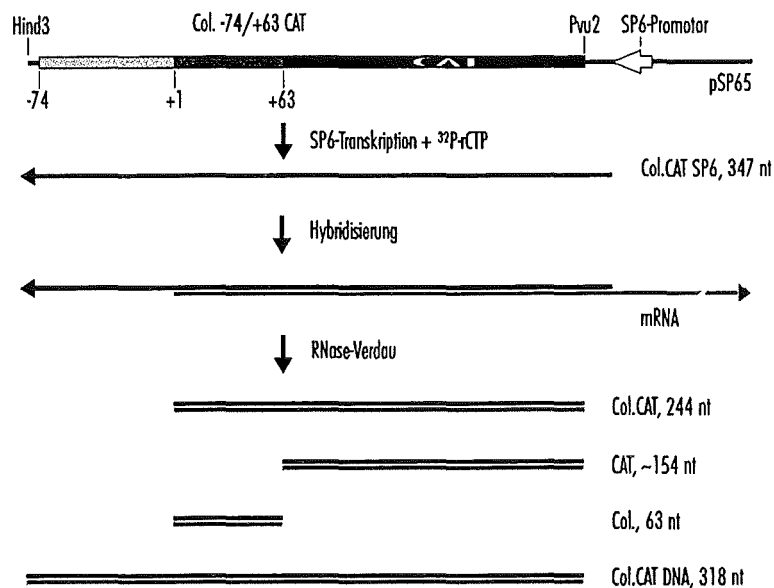 Hind3
Col. -74/+63 CAT
Pvu2
SP6-Promotor
CAT
pSP65
-74
+1
+63
SP6-Transkription + ³²P-rCTP
Col.CAT SP6, 347 nt
Hybridisierung
mRNA
RNase-Verdau
Col.CAT, 244 nt
CAT, ~154 nt
Col., 63 nt
Col.CAT DNA, 318 nt